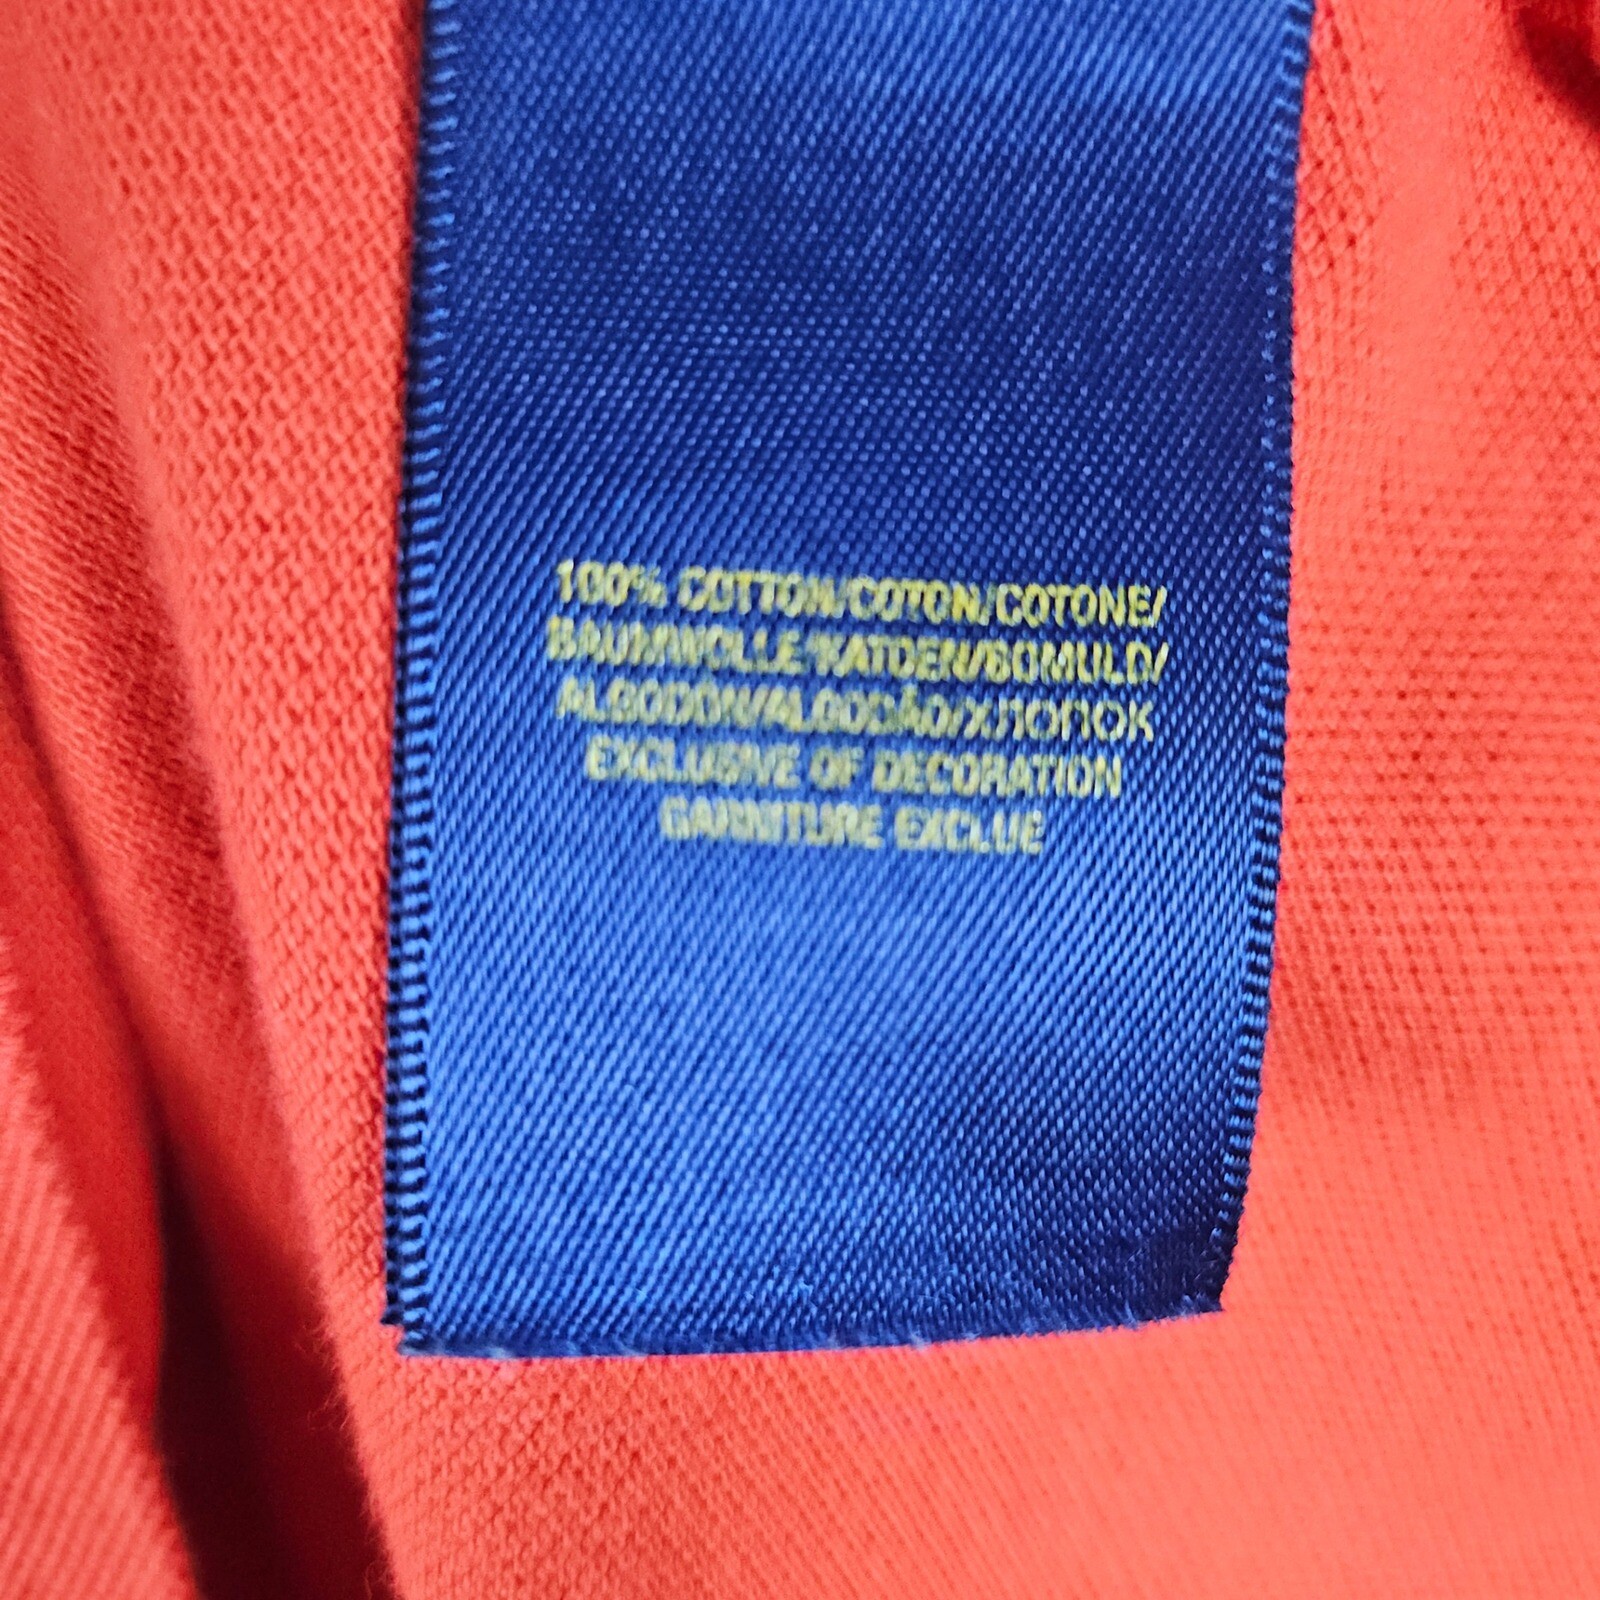 100% COTTON/COTON/COTONE/
BAUMWOLLE/KATOEN/BOMULD/
ALGODÓN/ALGODÃO/ХЛОПОК
EXCLUSIVE OF DECORATION
GARNITURE EXCLUE